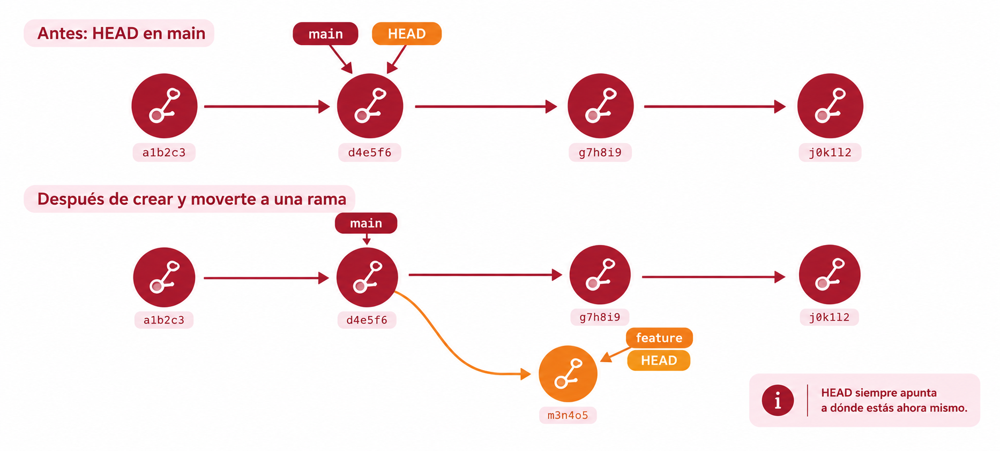 Antes: HEAD en main
main
HEAD
a1b2c3
d4e5f6
g7h8i9
j0k1l2
Después de crear y moverte a una rama
main
a1b2c3
d4e5f6
g7h8i9
j0k1l2
feature
HEAD
m3n4o5
i
HEAD siempre apunta
a dónde estás ahora mismo.